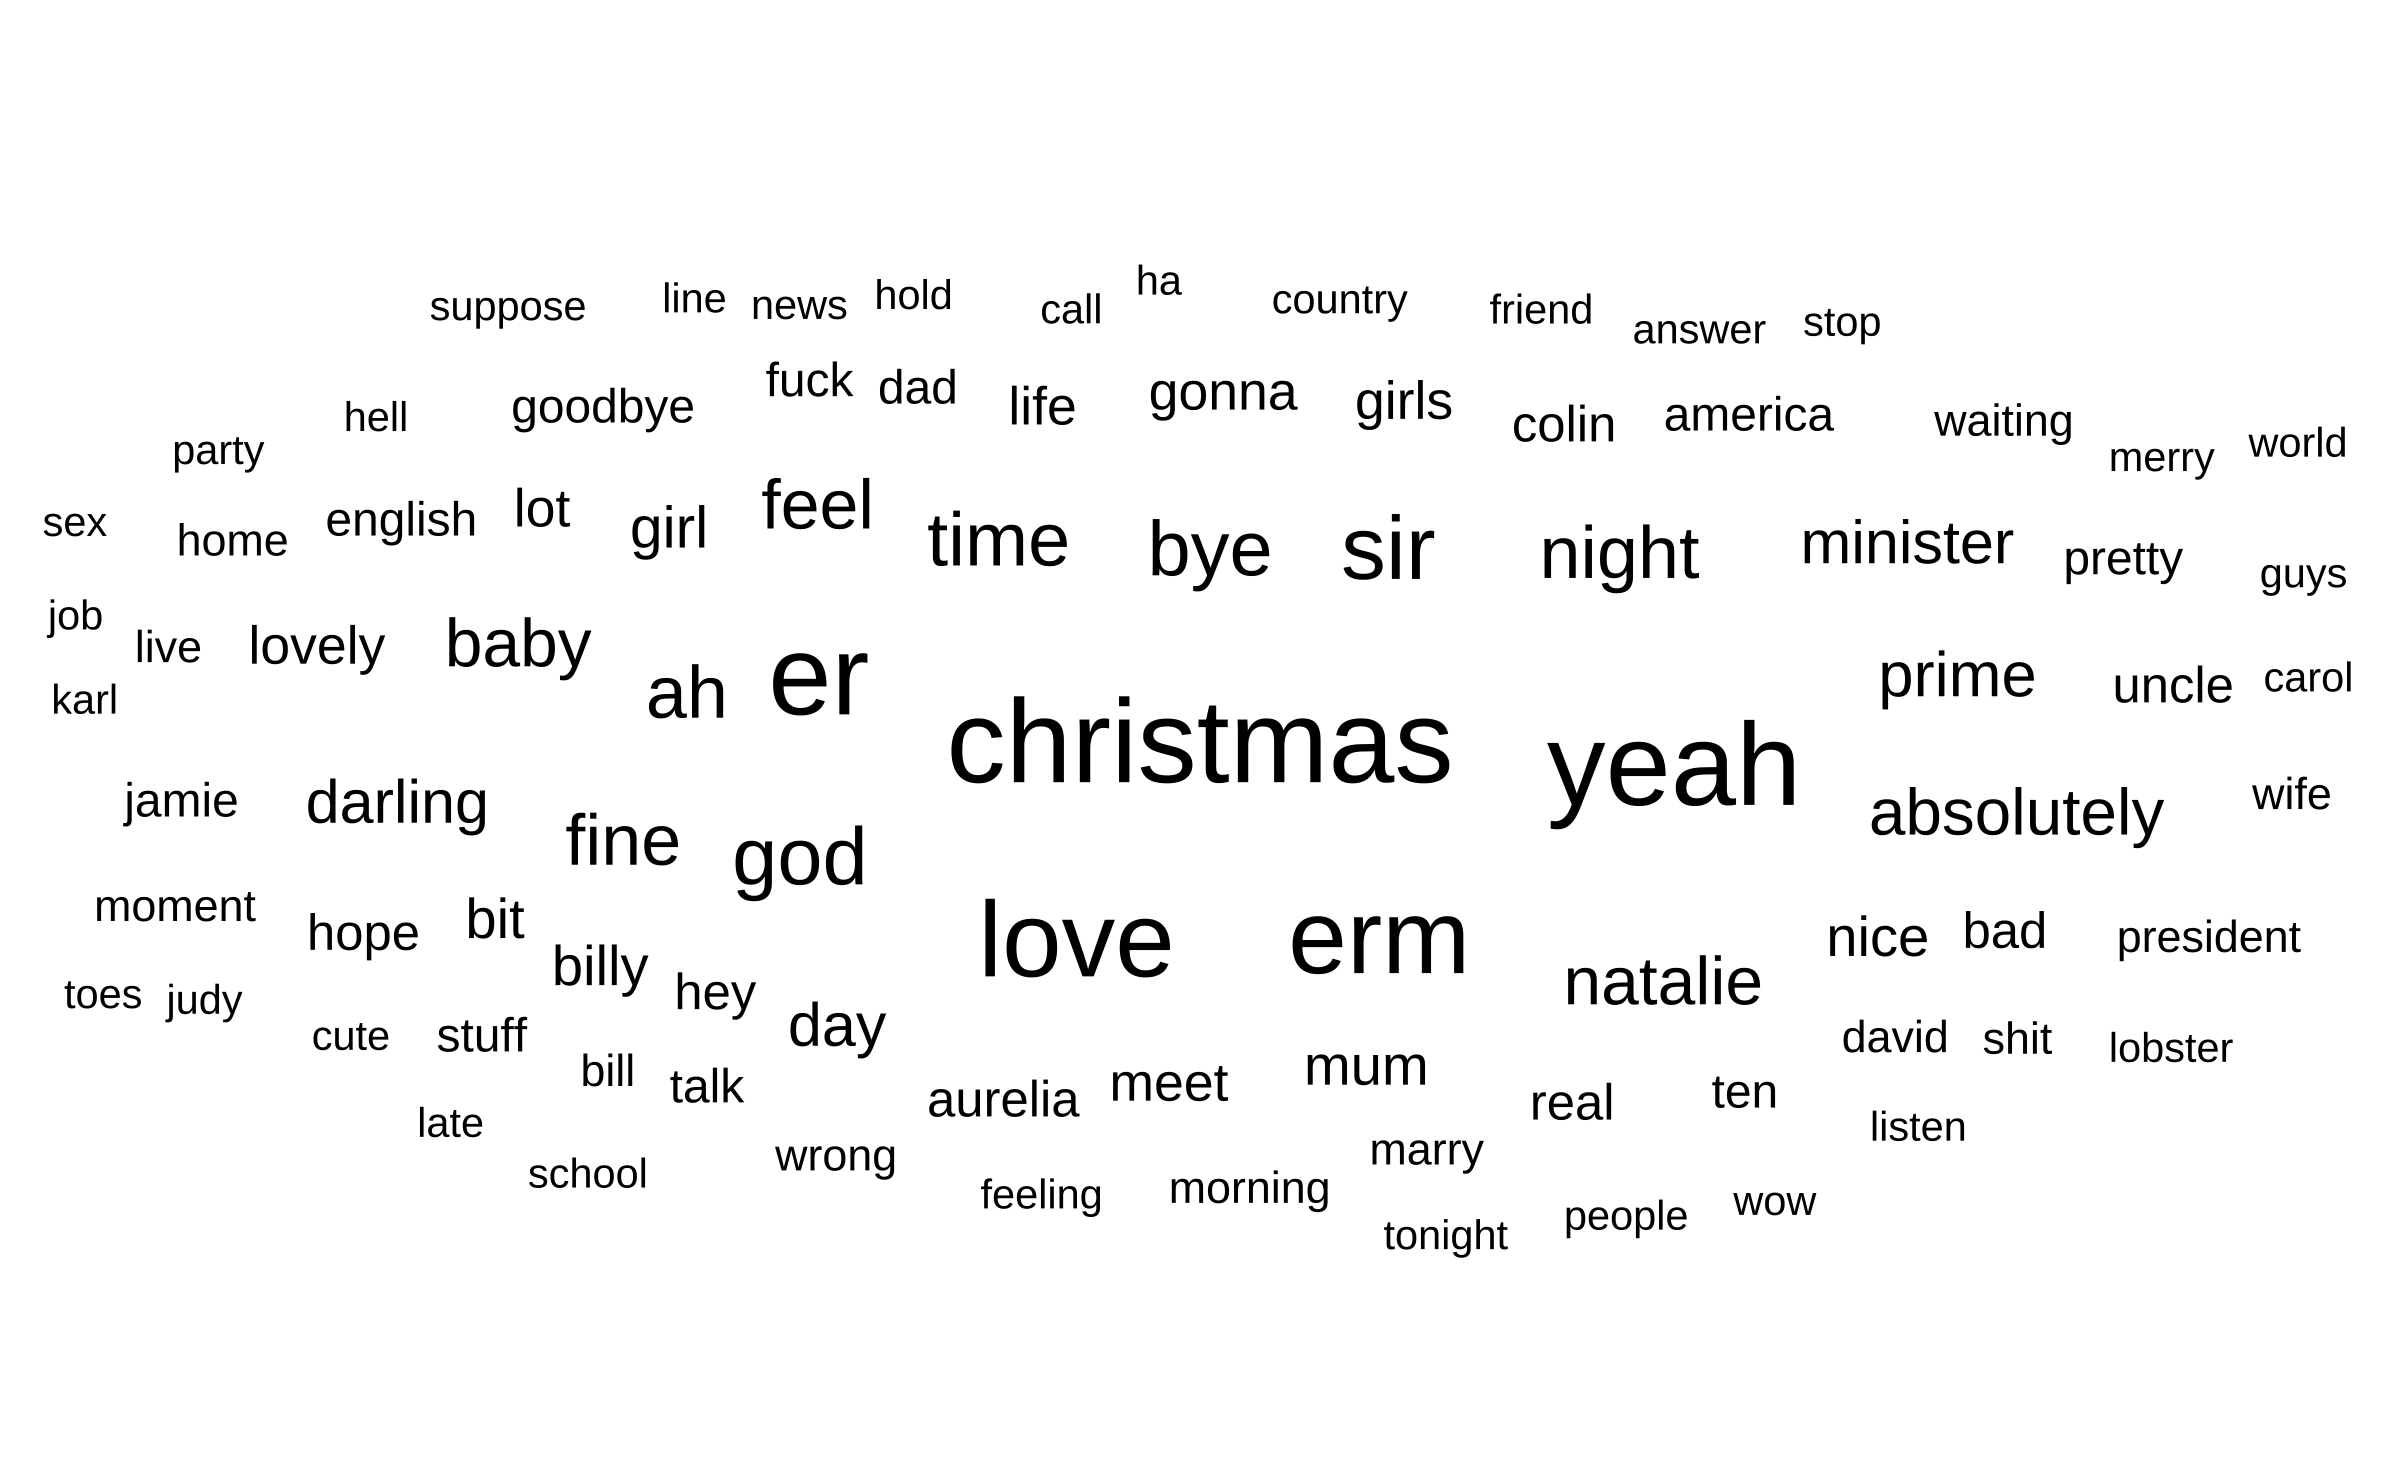 suppose line news hold call ha country friend answer stop
party hell goodbye fuck dad life gonna girls colin america waiting merry world
sex home english lot girl feel time bye sir night minister pretty guys
job live lovely baby ah er prime uncle carol
karl christmas yeah
jamie darling fine god absolutely wife
moment hope bit billy love erm natalie nice bad president
toes judy cute stuff hey day david shit lobster
bill talk aurelia meet mum real ten listen
late school wrong feeling morning marry people wow
tonight